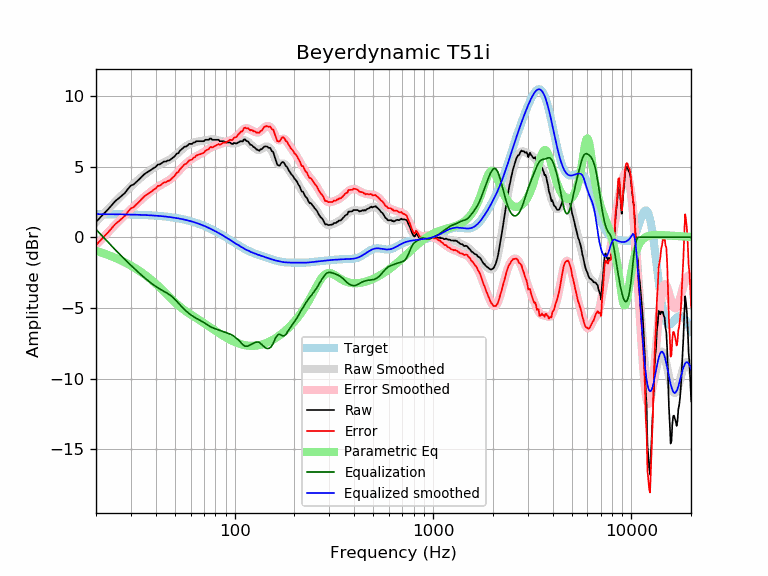 Beyerdynamic T51i
10
5
0
−5
−10
−15
Amplitude (dBr)
Target
Raw Smoothed
Error Smoothed
Raw
Error
Parametric Eq
Equalization
Equalized smoothed
100 1000 10000
Frequency (Hz)